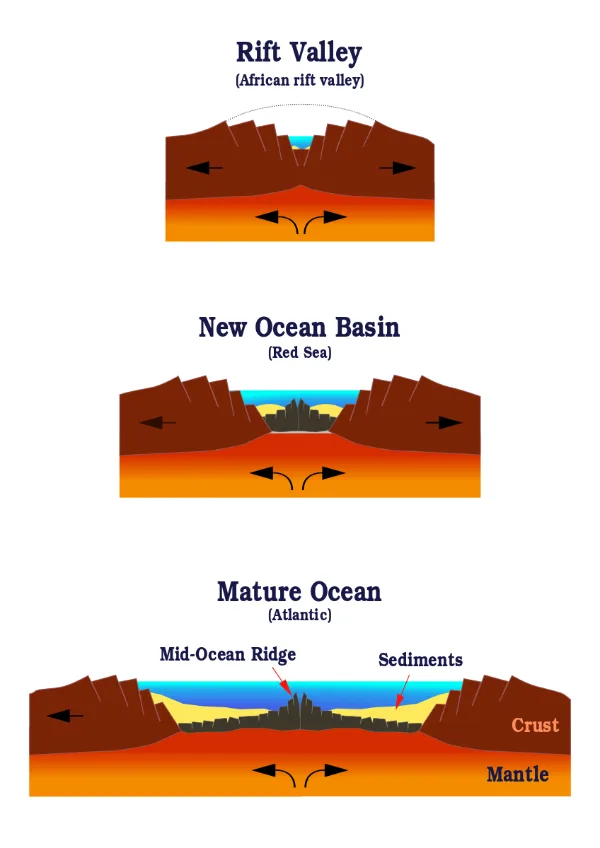 Rift Valley
(African rift valley)
New Ocean Basin
(Red Sea)
Mature Ocean
(Atlantic)
Mid-Ocean Ridge
Sediments
Crust
Mantle